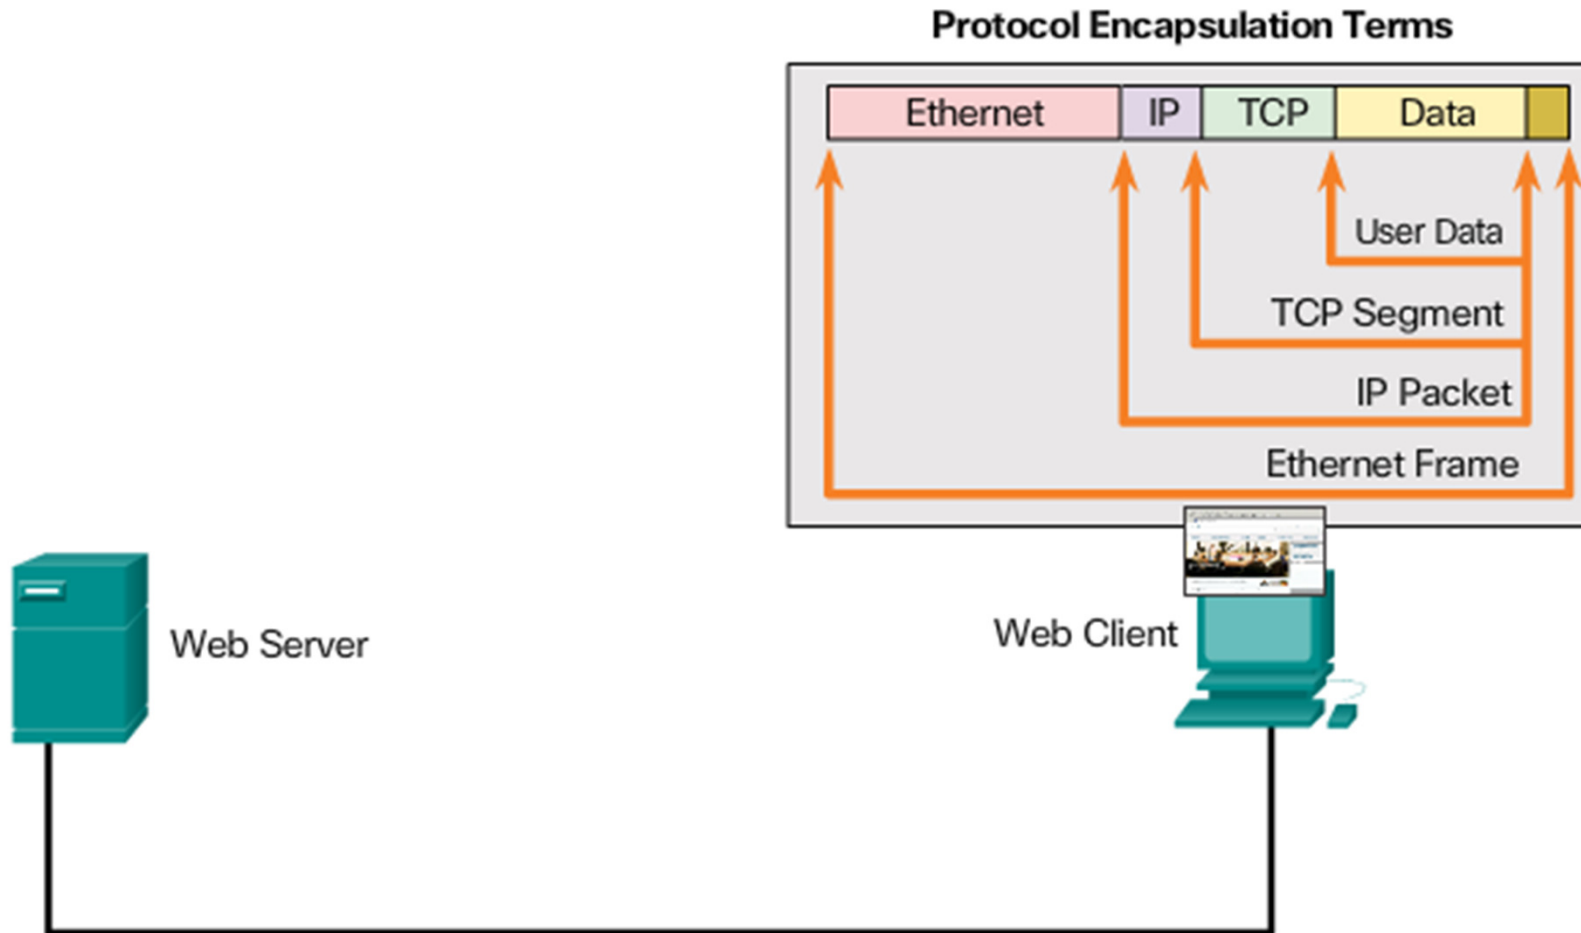 Protocol Encapsulation Terms
Ethernet IP TCP Data
User Data
TCP Segment
IP Packet
Ethernet Frame
Web Server
Web Client